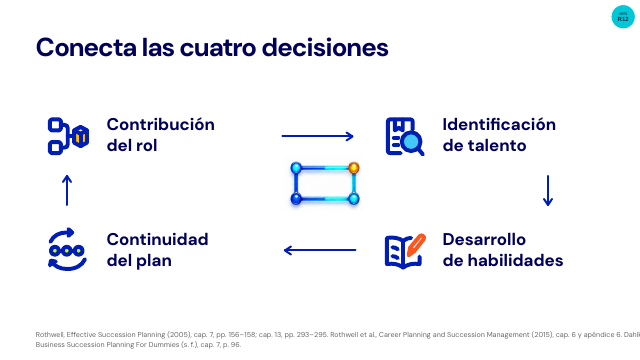 R12
Conecta las cuatro decisiones
Contribución
del rol
Identificación
de talento
Continuidad
del plan
Desarrollo
de habilidades
Rothwell, Effective Succession Planning (2005), cap. 7, pp. 156–158; cap. 13, pp. 293–295. Rothwell et al., Career Planning and Succession Management (2015), cap. 6 y apéndice 6. Dahlk
Business Succession Planning For Dummies (s. f.), cap. 7, p. 96.